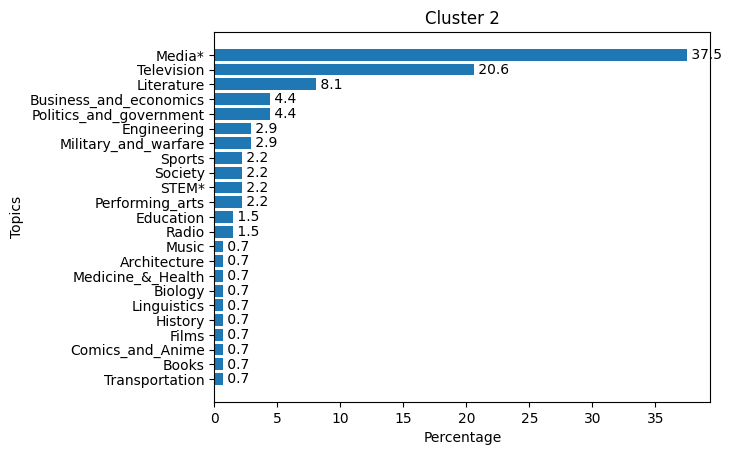 Cluster 2
Media* 37.5
Television 20.6
Literature 8.1
Business_and_economics 4.4
Politics_and_government 4.4
Engineering 2.9
Military_and_warfare 2.9
Sports 2.2
Society 2.2
STEM* 2.2
Performing_arts 2.2
Education 1.5
Radio 1.5
Music 0.7
Architecture 0.7
Medicine_&_Health 0.7
Biology 0.7
Linguistics 0.7
History 0.7
Films 0.7
Comics_and_Anime 0.7
Books 0.7
Transportation 0.7
Topics
0 5 10 15 20 25 30 35
Percentage